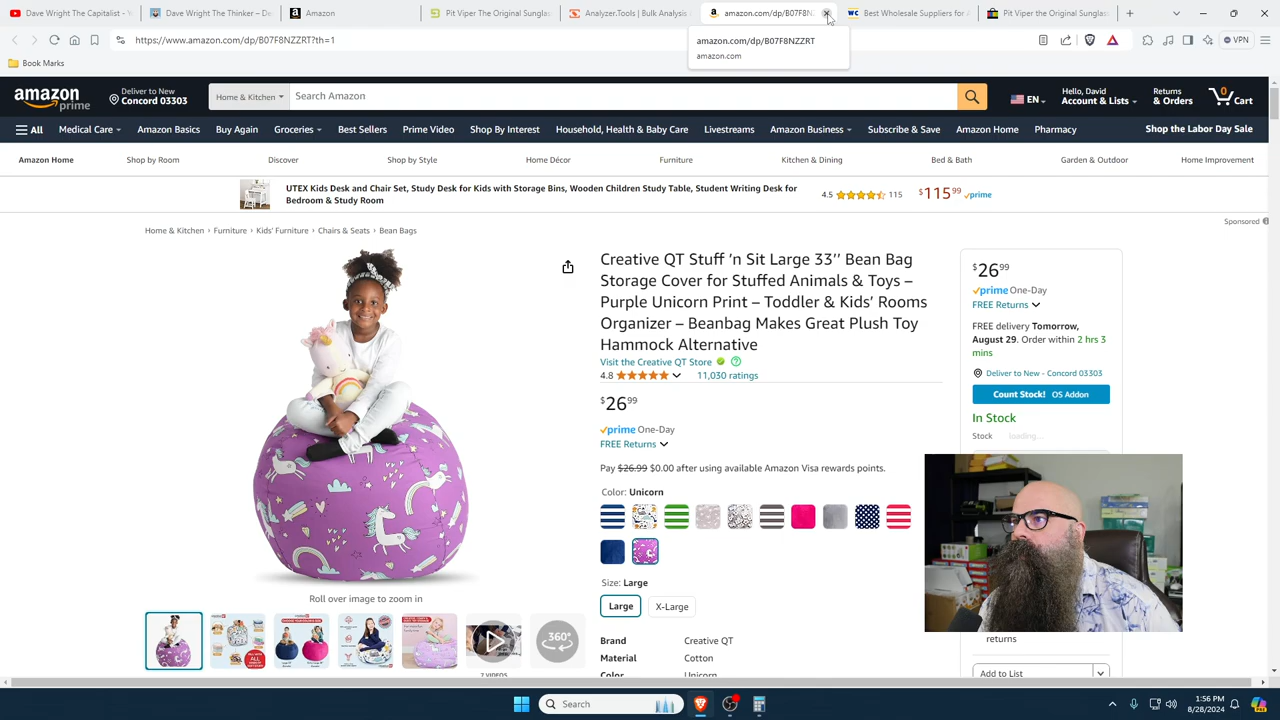 Dave Wright The Capitalist – Yo
Dave Wright The Thinker – De
Amazon
Pit Viper The Original Sunglas
Analyzer.Tools | Bulk Analysis
amazon.com/dp/B07F8N
Best Wholesale Suppliers for A
Pit Viper the Original Sunglas
https://www.amazon.com/dp/B07F8NZZRT?th=1
VPN
amazon.com/dp/B07F8NZZRT
amazon.com
Book Marks
amazon prime
Deliver to New
Concord 03303
Home & Kitchen
Search Amazon
EN
Hello, David
Account & Lists
Returns
& Orders
0
Cart
All
Medical Care
Amazon Basics
Buy Again
Groceries
Best Sellers
Prime Video
Shop By Interest
Household, Health & Baby Care
Livestreams
Amazon Business
Subscribe & Save
Amazon Home
Pharmacy
Shop the Labor Day Sale
Amazon Home
Shop by Room
Discover
Shop by Style
Home Décor
Furniture
Kitchen & Dining
Bed & Bath
Garden & Outdoor
Home Improvement
UTEX Kids Desk and Chair Set, Study Desk for Kids with Storage Bins, Wooden Children Study Table, Student Writing Desk for
Bedroom & Study Room
4.5
115
$115 99
prime
Sponsored
Home & Kitchen › Furniture › Kids' Furniture › Chairs & Seats › Bean Bags
Roll over image to zoom in
360°
7 VIDEOS
Creative QT Stuff ’n Sit Large 33’’ Bean Bag
Storage Cover for Stuffed Animals & Toys –
Purple Unicorn Print – Toddler & Kids’ Rooms
Organizer – Beanbag Makes Great Plush Toy
Hammock Alternative
Visit the Creative QT Store
4.8
11,030 ratings
$26 99
prime One-Day
FREE Returns
Pay $26.99 $0.00 after using available Amazon Visa rewards points.
Color: Unicorn
Size: Large
Large
X-Large
Brand Creative QT
Material Cotton
Color Unicorn
$26 99
prime One-Day
FREE Returns
FREE delivery Tomorrow,
August 29. Order within 2 hrs 3
mins
Deliver to New - Concord 03303
Count Stock! OS Addon
In Stock
Stock loading...
returns
Add to List
Search
1:56 PM
8/28/2024